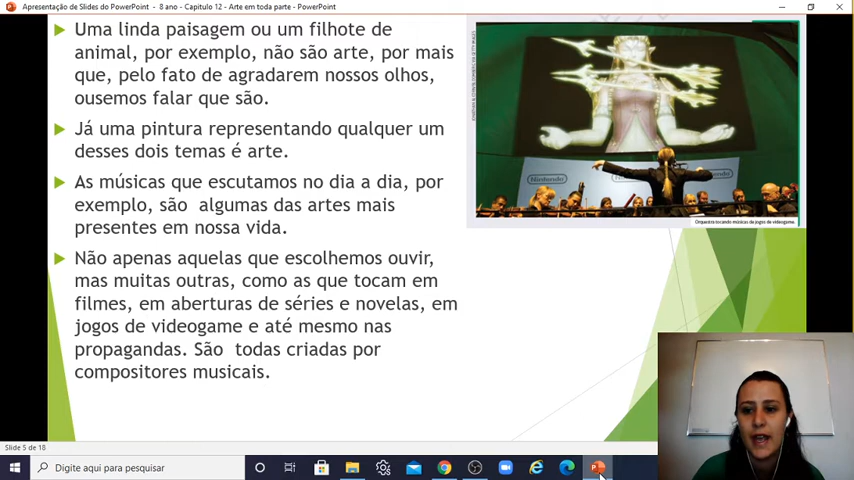 Apresentação de Slides do PowerPoint - 8 ano - Capitulo 12 - Arte em toda parte - PowerPoint
Uma linda paisagem ou um filhote de
animal, por exemplo, não são arte, por mais
que, pelo fato de agradarem nossos olhos,
ousemos falar que são.
Já uma pintura representando qualquer um
desses dois temas é arte.
As músicas que escutamos no dia a dia, por
exemplo, são algumas das artes mais
presentes em nossa vida.
Não apenas aquelas que escolhemos ouvir,
mas muitas outras, como as que tocam em
filmes, em aberturas de séries e novelas, em
jogos de videogame e até mesmo nas
propagandas. São todas criadas por
compositores musicais.
Nintendo
Nintendo
Orquestra tocando músicas de jogos de videogame.
Slide 5 de 18
Digite aqui para pesquisar